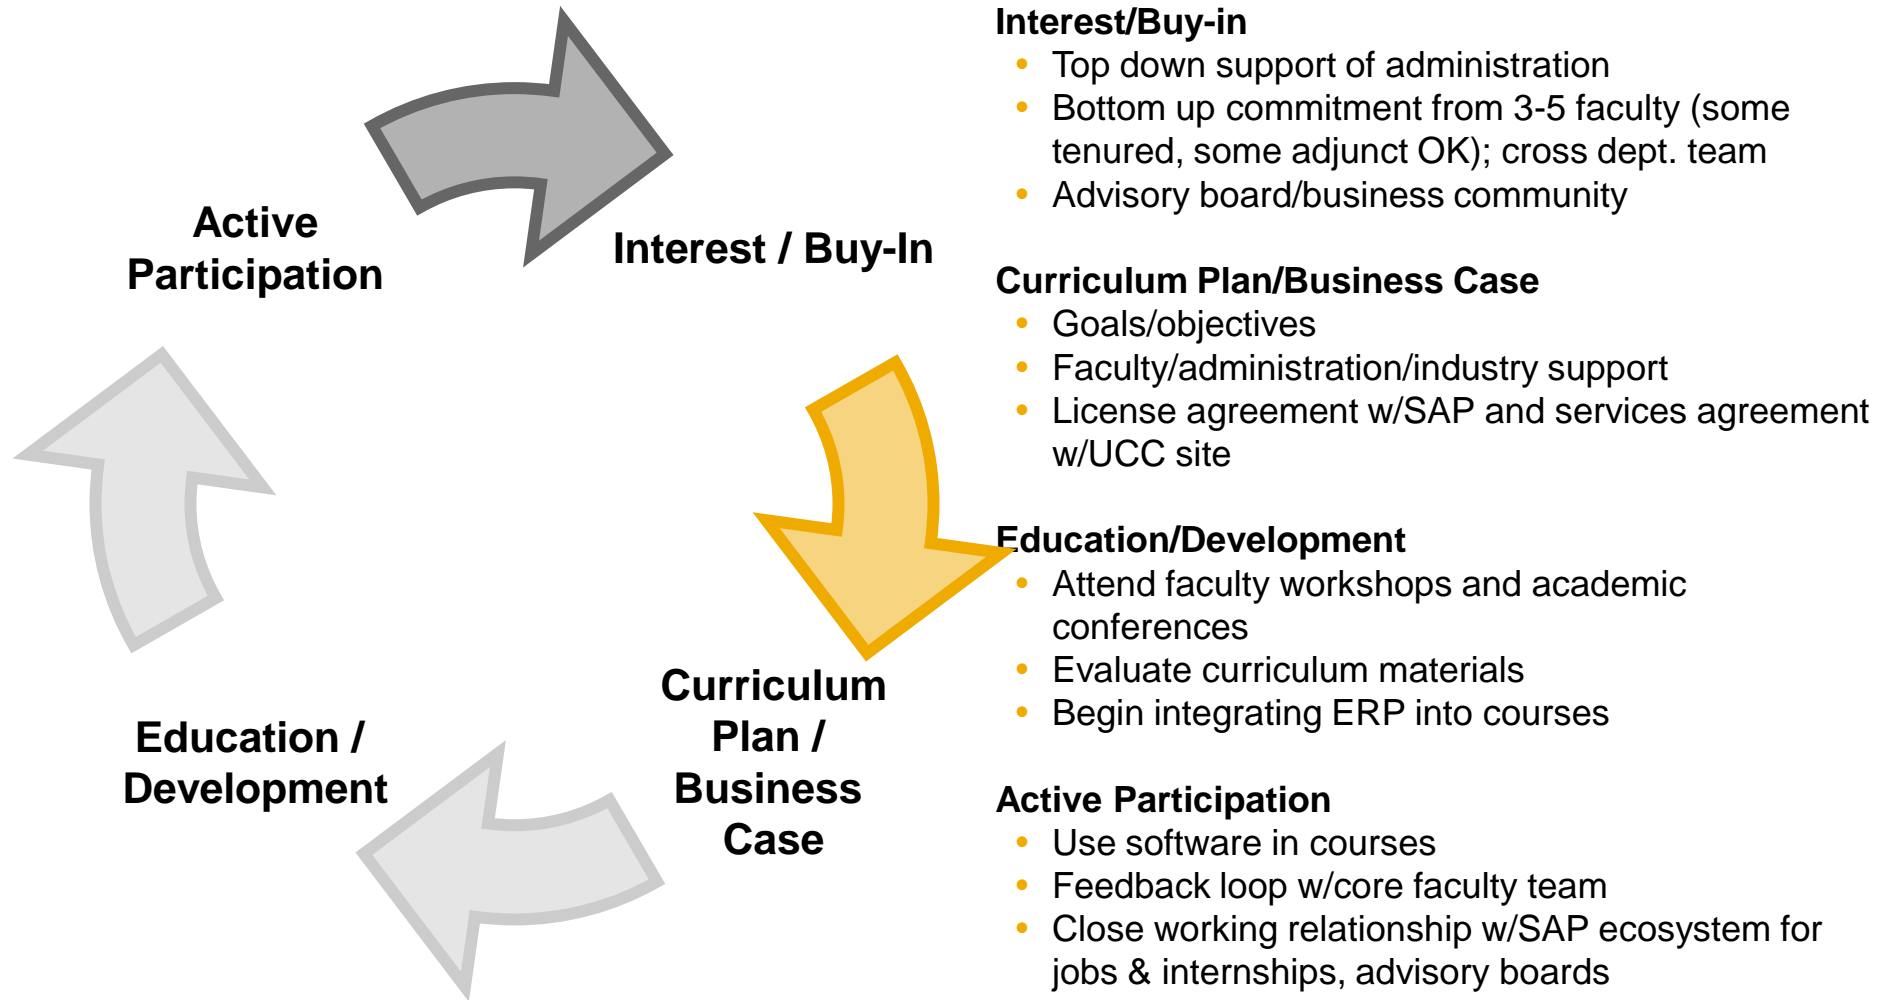 Active
Participation
Interest / Buy-In
Curriculum
Plan /
Business
Case
Education /
Development
Interest/Buy-in
• Top down support of administration
• Bottom up commitment from 3-5 faculty (some
tenured, some adjunct OK); cross dept. team
• Advisory board/business community
Curriculum Plan/Business Case
• Goals/objectives
• Faculty/administration/industry support
• License agreement w/SAP and services agreement
w/UCC site
Education/Development
• Attend faculty workshops and academic
conferences
• Evaluate curriculum materials
• Begin integrating ERP into courses
Active Participation
• Use software in courses
• Feedback loop w/core faculty team
• Close working relationship w/SAP ecosystem for
jobs & internships, advisory boards